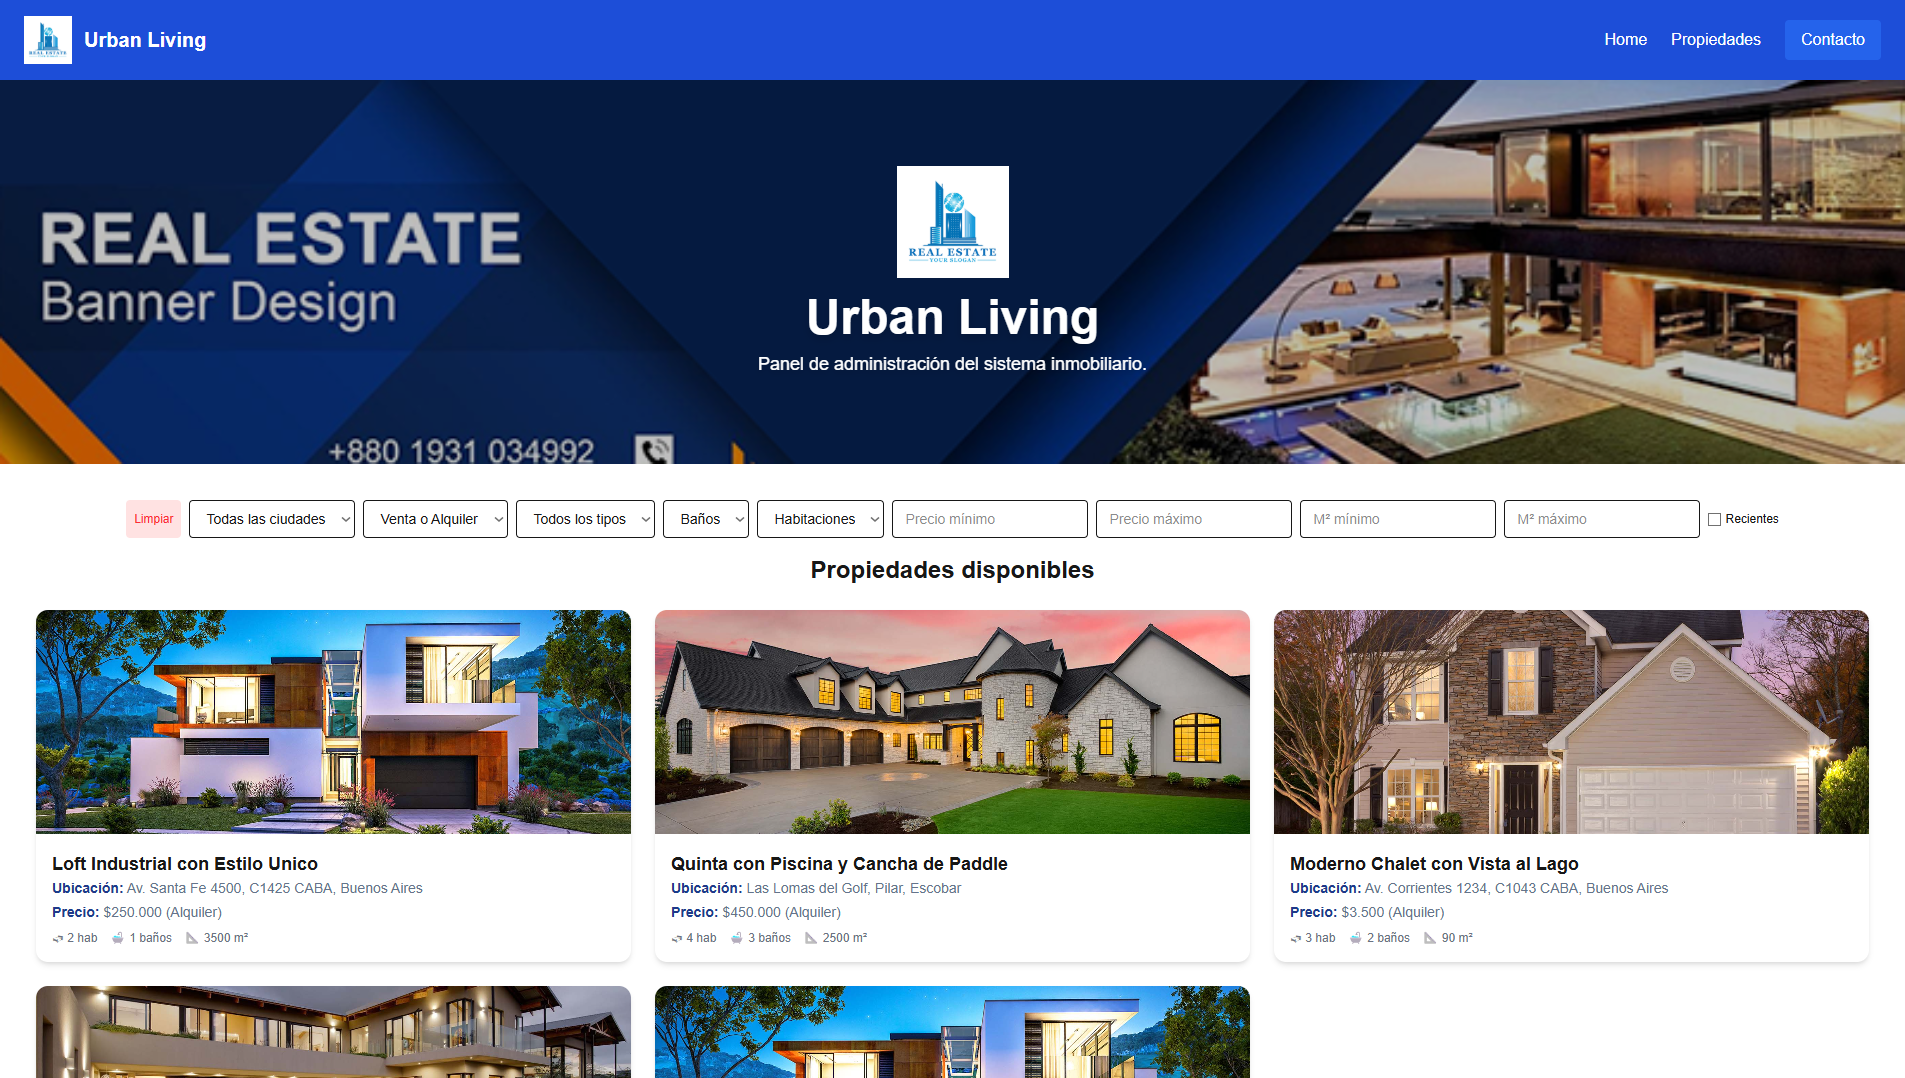 REAL ESTATE
Urban Living
Home
Propiedades
Contacto
REAL ESTATE
Banner Design
REAL ESTATE
YOUR SLOGAN
Urban Living
Panel de administración del sistema inmobiliario.
+880 1931 034992
Limpiar
Todas las ciudades
Venta o Alquiler
Todos los tipos
Baños
Habitaciones
Precio mínimo
Precio máximo
M² mínimo
M² máximo
Recientes
Propiedades disponibles
Loft Industrial con Estilo Unico
Ubicación: Av. Santa Fe 4500, C1425 CABA, Buenos Aires
Precio: $250.000 (Alquiler)
2 hab 1 baños 3500 m²
Quinta con Piscina y Cancha de Paddle
Ubicación: Las Lomas del Golf, Pilar, Escobar
Precio: $450.000 (Alquiler)
4 hab 3 baños 2500 m²
Moderno Chalet con Vista al Lago
Ubicación: Av. Corrientes 1234, C1043 CABA, Buenos Aires
Precio: $3.500 (Alquiler)
3 hab 2 baños 90 m²